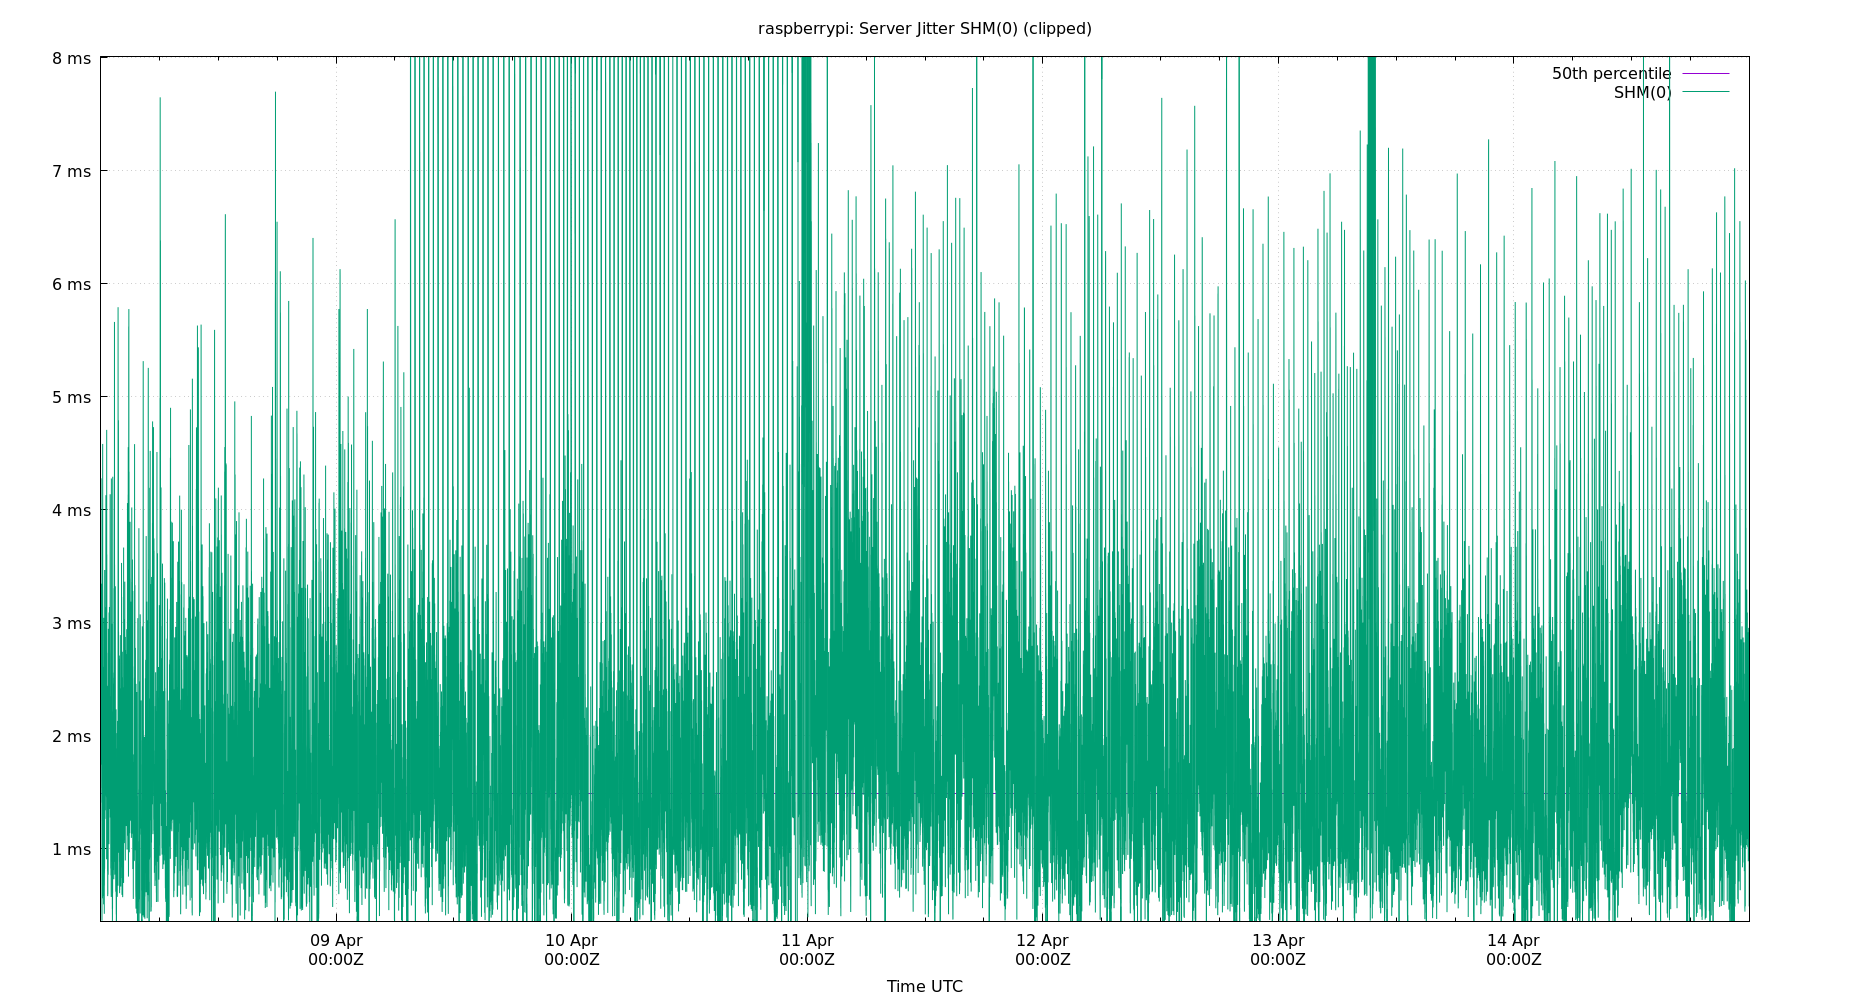 raspberrypi: Server Jitter SHM(0) (clipped)
8 ms
50th percentile
SHM(0)
7 ms
6 ms
5 ms
4 ms
3 ms
2 ms
1 ms
09 Apr 10 Apr 11 Apr 12 Apr 13 Apr 14 Apr
00:00Z 00:00Z 00:00Z 00:00Z 00:00Z 00:00Z
Time UTC